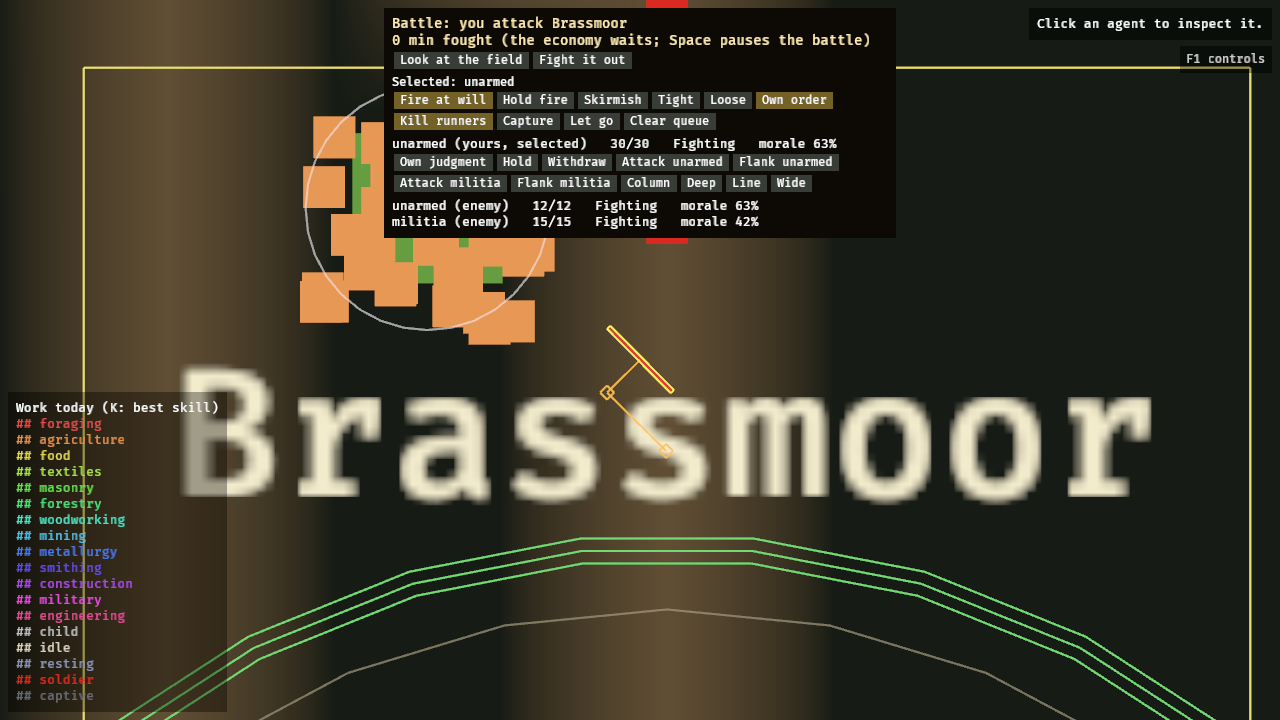 Battle: you attack Brassmoor
0 min fought (the economy waits; Space pauses the battle)
Look at the field Fight it out
Selected: unarmed
Fire at will Hold fire Skirmish Tight Loose Own order
Kill runners Capture Let go Clear queue
unarmed (yours, selected) 30/30 Fighting morale 63%
Own judgment Hold Withdraw Attack unarmed Flank unarmed
Attack militia Flank militia Column Deep Line Wide
unarmed (enemy) 12/12 Fighting morale 63%
militia (enemy) 15/15 Fighting morale 42%
Click an agent to inspect it.
F1 controls
Brassmoor
Work today (K: best skill)
## foraging
## agriculture
## food
## textiles
## masonry
## forestry
## woodworking
## mining
## metallurgy
## smithing
## construction
## military
## engineering
## child
## idle
## resting
## soldier
## captive